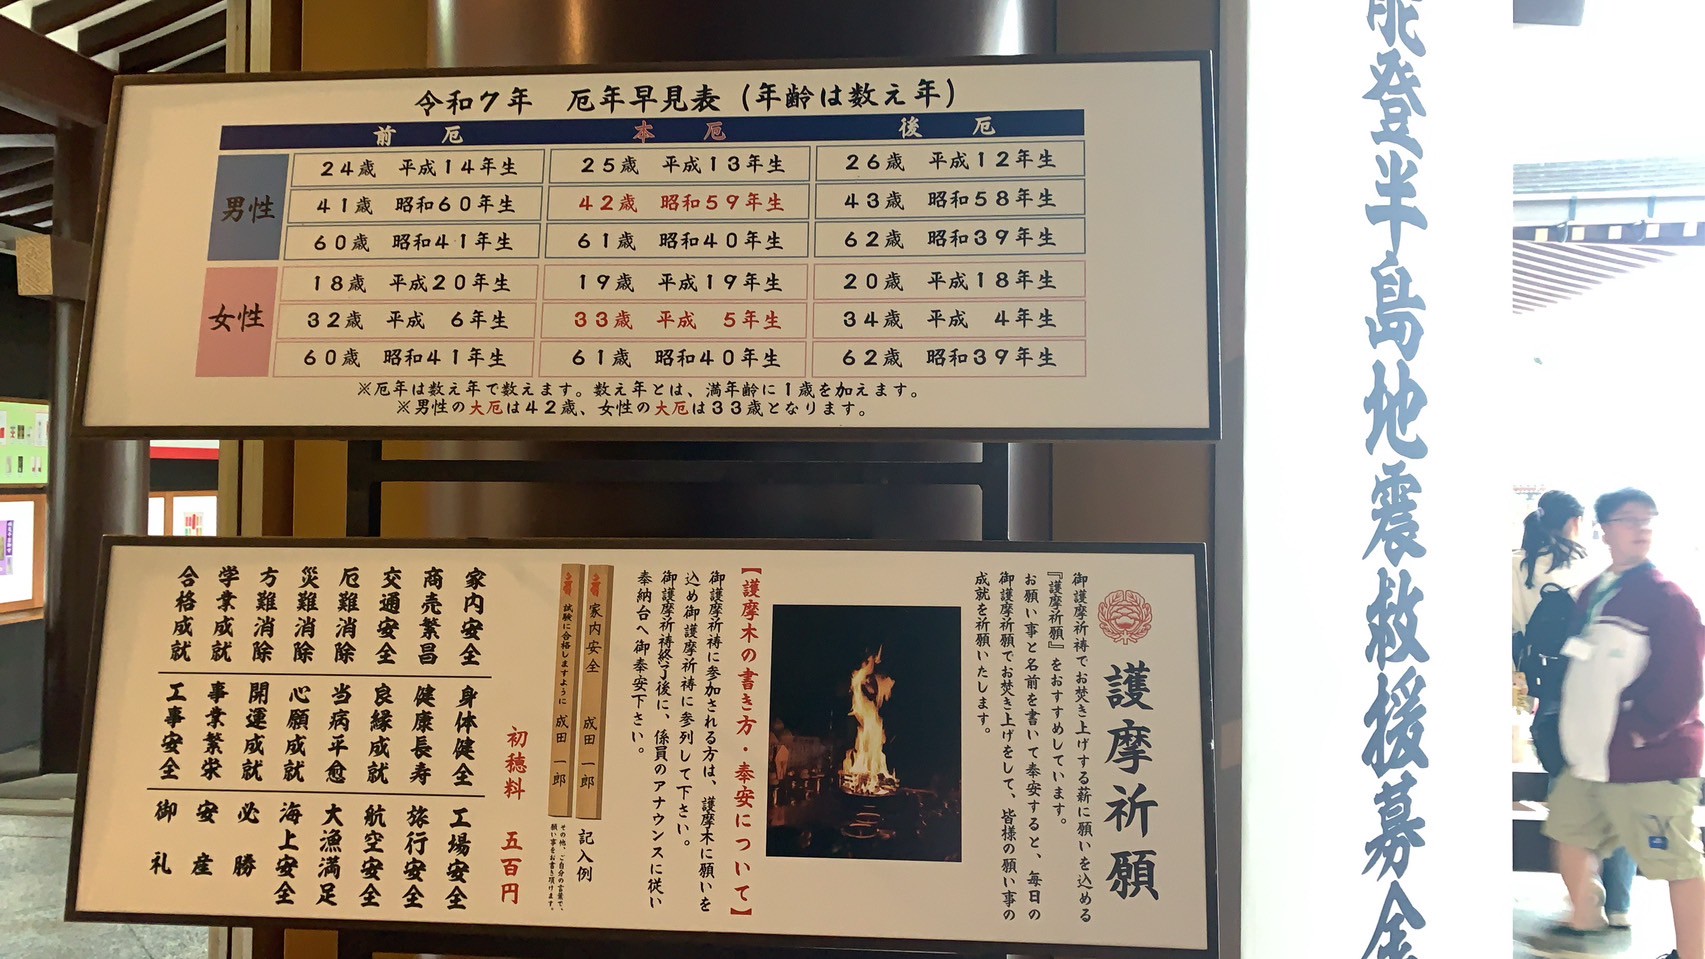 令和7年 厄年早見表（年齢は数え年）
前厄 本厄 後厄
男性
24歳 平成14年生 25歳 平成13年生 26歳 平成12年生
41歳 昭和60年生 42歳 昭和59年生 43歳 昭和58年生
60歳 昭和41年生 61歳 昭和40年生 62歳 昭和39年生
女性
18歳 平成20年生 19歳 平成19年生 20歳 平成18年生
32歳 平成 6年生 33歳 平成 5年生 34歳 平成 4年生
60歳 昭和41年生 61歳 昭和40年生 62歳 昭和39年生
※厄年は数え年で数えます。数え年とは、満年齢に1歳を加えます。
※男性の大厄は42歳、女性の大厄は33歳となります。
護摩祈願
御護摩祈祷でお焚き上げする薪に願いを込める
『護摩祈願』をおすすめしています。
お願い事と名前を書いて奉安すると、毎日の
御護摩祈願でお焚き上げをして、皆様の願い事の
成就を祈願いたします。
【護摩木の書き方・奉安について】
御護摩祈祷に参加される方は、護摩木に願いを
込め御護摩祈祷に参列して下さい。
御護摩祈祷終了後に、係員のアナウンスに従い
奉納台へ御奉安下さい。
家内安全 成田一郎
試験に合格しますように 成田一郎
記入例
その他、ご自分の言葉で、
願い事をお書き頂けます。
初穂料 五百円
家内安全
商売繁昌
交通安全
厄難消除
災難消除
方難消除
学業成就
合格成就
身体健全
健康長寿
良縁成就
当病平愈
心願成就
開運成就
事業繁栄
工事安全
工場安全
旅行安全
航空安全
大漁満足
海上安全
必勝
安産
御礼
能登半島地震救援募金